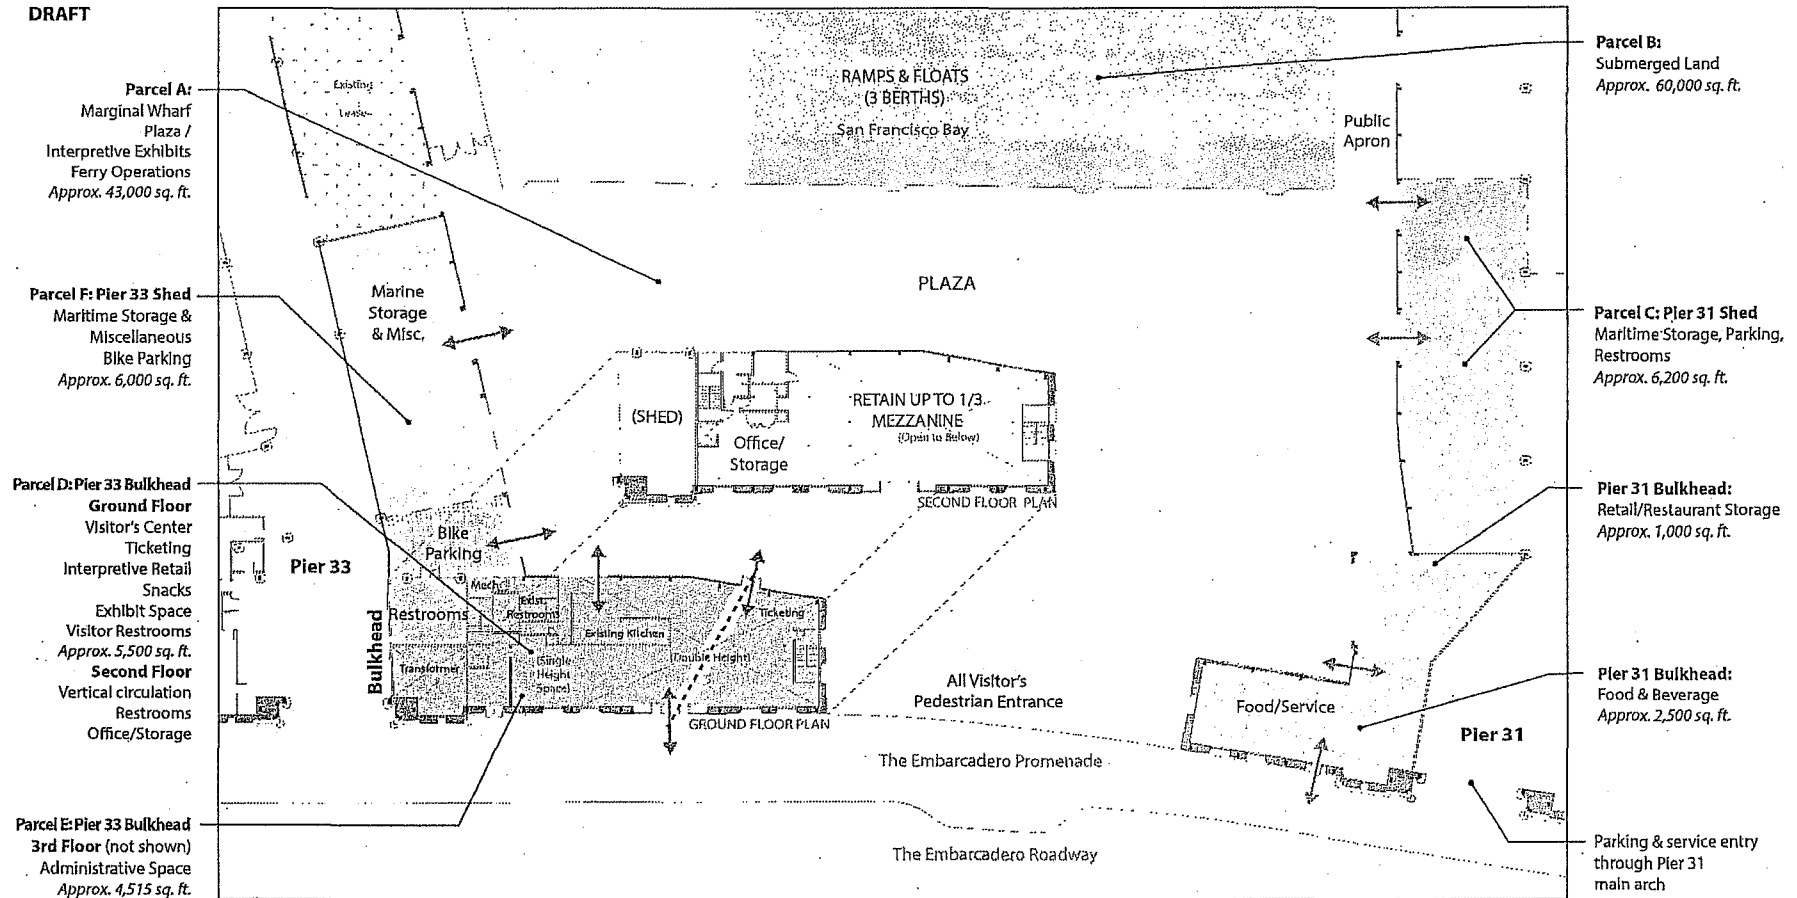 DRAFT
Parcel A:
Marginal Wharf
Plaza /
Interpretive Exhibits
Ferry Operations
Approx. 43,000 sq. ft.
Parcel F: Pier 33 Shed
Maritime Storage &
Miscellaneous
Bike Parking
Approx. 6,000 sq. ft.
Parcel D: Pier 33 Bulkhead
Ground Floor
Visitor's Center
Ticketing
Interpretive Retail
Snacks
Exhibit Space
Visitor Restrooms
Approx. 5,500 sq. ft.
Second Floor
Vertical circulation
Restrooms
Office/Storage
Parcel E: Pier 33 Bulkhead
3rd Floor (not shown)
Administrative Space
Approx. 4,515 sq. ft.
Existing
RAMPS & FLOATS
(3 BERTHS)
San Francisco Bay
Public
Apron
Marine
Storage
& Misc.
PLAZA
(SHED)
Office/
Storage
RETAIN UP TO 1/3
MEZZANINE
(Open to Below)
SECOND FLOOR PLAN
Bike
Parking
Pier 33
Bulkhead
Mech.
Exist.
Restrooms
Restrooms
Existing Kitchen
Ticketing
Transformer
(Single
Height
Space)
(Double Height)
GROUND FLOOR PLAN
All Visitor's
Pedestrian Entrance
Food/Service
Pier 31
The Embarcadero Promenade
The Embarcadero Roadway
Parcel B:
Submerged Land
Approx. 60,000 sq. ft.
Parcel C: Pier 31 Shed
Maritime Storage, Parking,
Restrooms
Approx. 6,200 sq. ft.
Pier 31 Bulkhead:
Retail/Restaurant Storage
Approx. 1,000 sq. ft.
Pier 31 Bulkhead:
Food & Beverage
Approx. 2,500 sq. ft.
Parking & service entry
through Pier 31
main arch